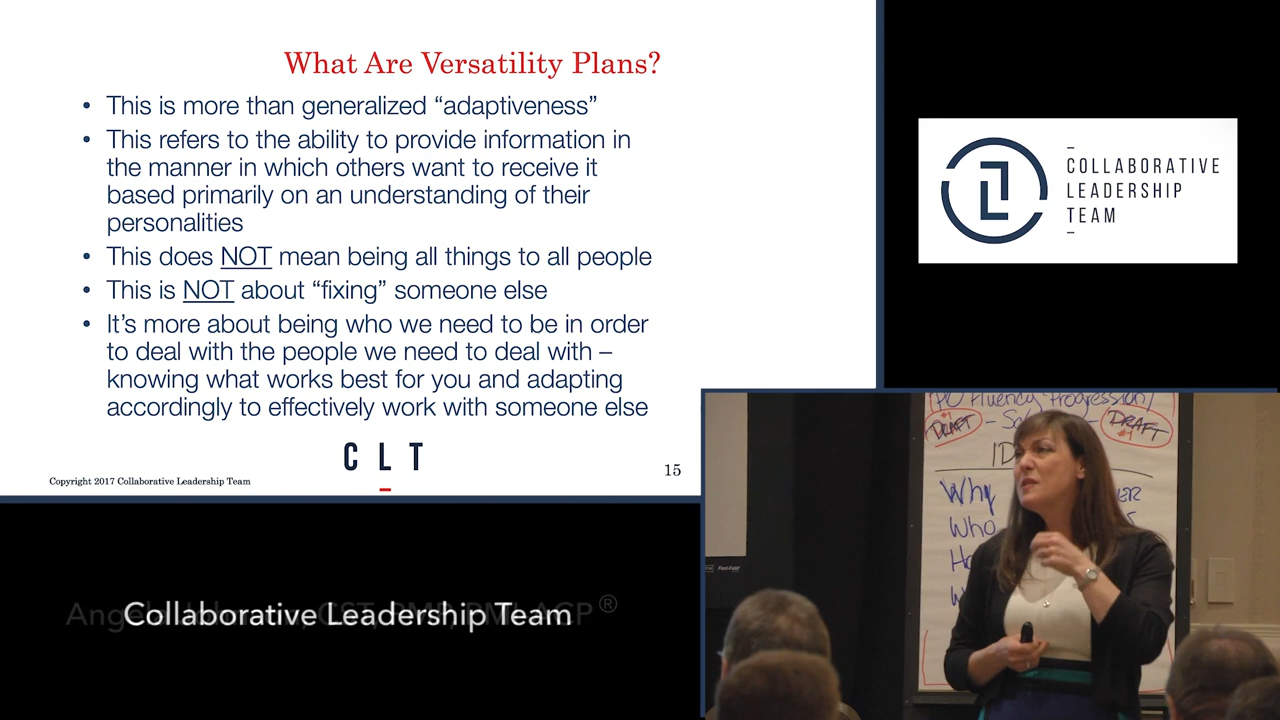 What Are Versatility Plans?
• This is more than generalized “adaptiveness”
• This refers to the ability to provide information in
the manner in which others want to receive it
based primarily on an understanding of their
personalities
• This does NOT mean being all things to all people
• This is NOT about “fixing” someone else
• It’s more about being who we need to be in order
to deal with the people we need to deal with –
knowing what works best for you and adapting
accordingly to effectively work with someone else
C L T
Copyright 2017 Collaborative Leadership Team
15
COLLABORATIVE
LEADERSHIP
TEAM
PO Fluency Progression
DRAFT
#1
DRAFT
#1
Why
Who
Collaborative Leadership Team